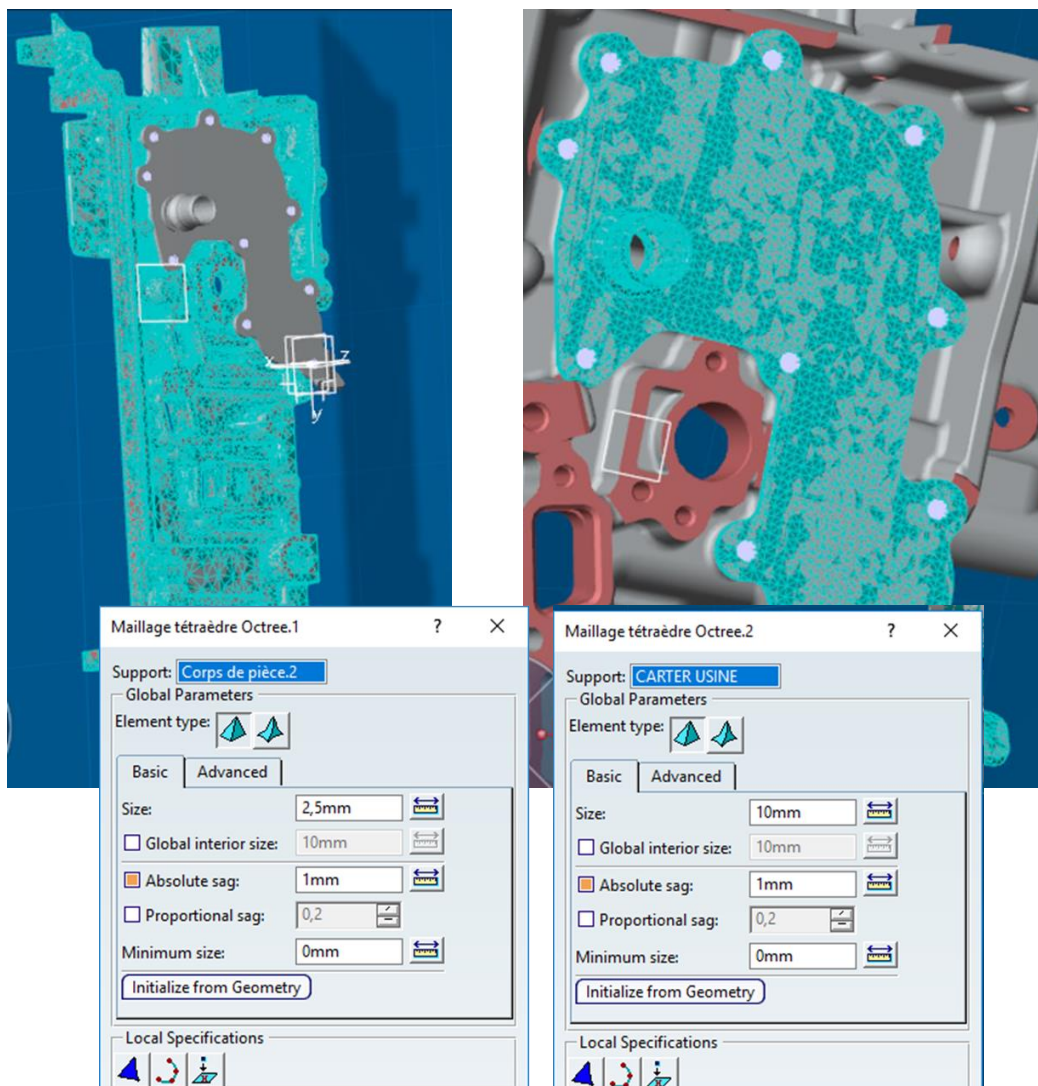 x
z
y
Maillage tétraèdre Octree.1 ? ×
Support: Corps de pièce.2
Global Parameters
Element type:
Basic Advanced
Size: 2,5mm
Global interior size: 10mm
Absolute sag: 1mm
Proportional sag: 0,2
Minimum size: 0mm
Initialize from Geometry
Local Specifications
Maillage tétraèdre Octree.2 ? ×
Support: CARTER USINE
Global Parameters
Element type:
Basic Advanced
Size: 10mm
Global interior size: 10mm
Absolute sag: 1mm
Proportional sag: 0,2
Minimum size: 0mm
Initialize from Geometry
Local Specifications